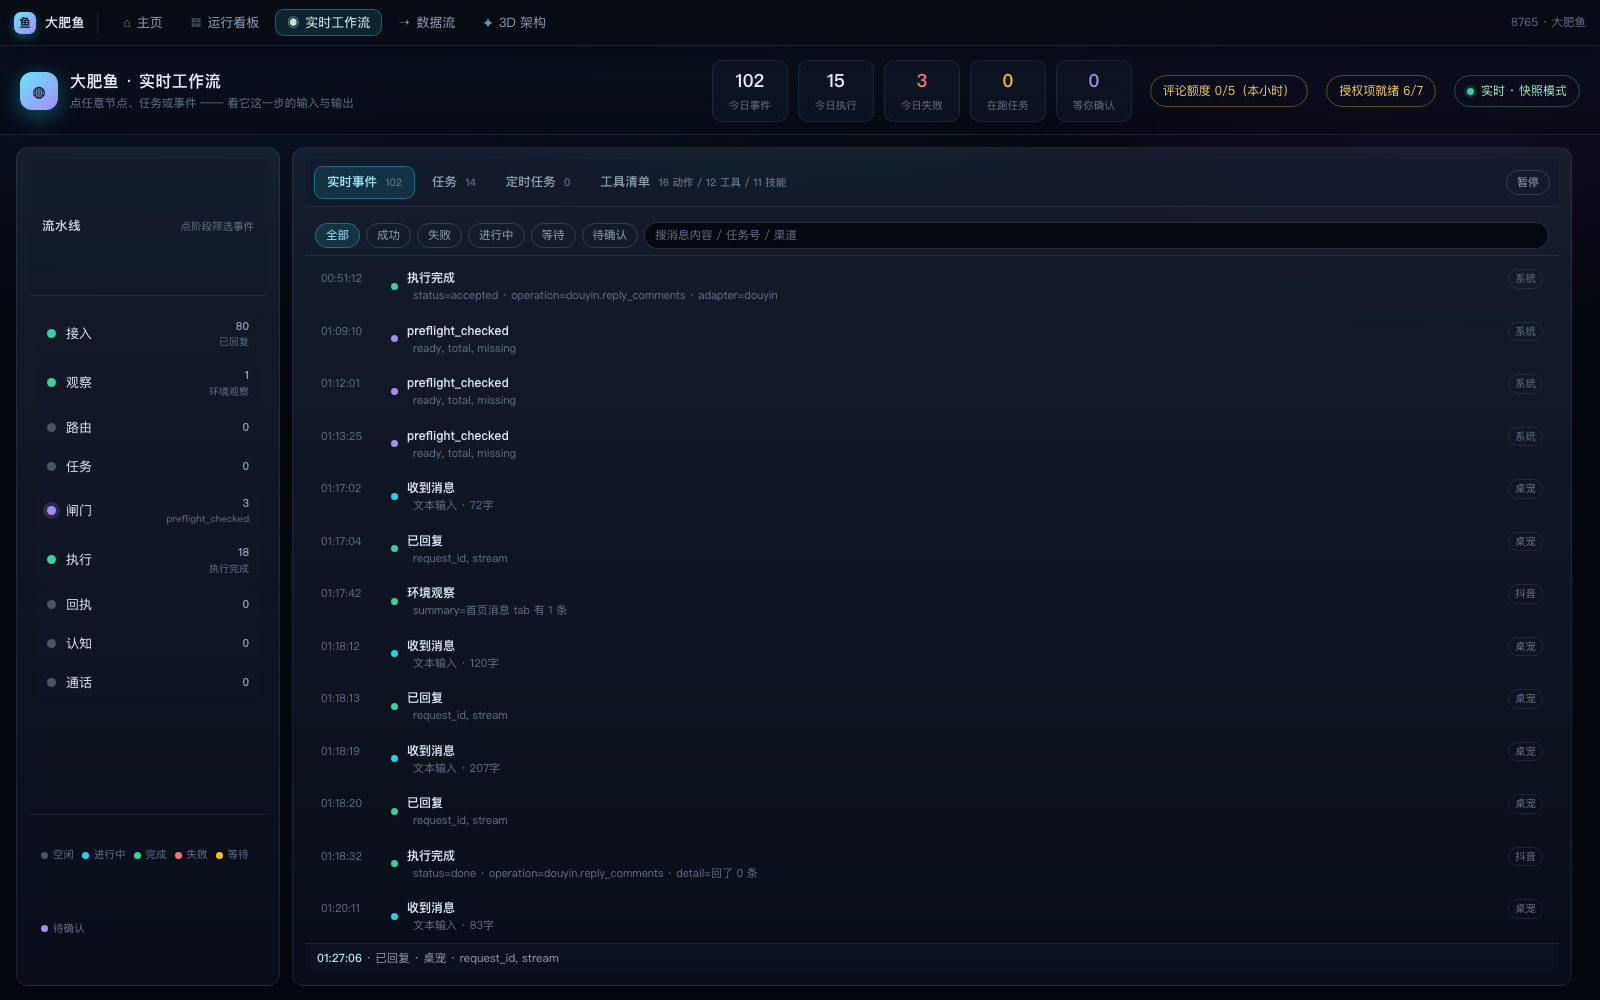 鱼 大肥鱼 主页 运行看板 实时工作流 数据流 3D 架构 8765 · 大肥鱼
大肥鱼 · 实时工作流
点任意节点、任务或事件 —— 看它这一步的输入与输出
102 今日事件
15 今日执行
3 今日失败
0 在跑任务
0 等你确认
评论额度 0/5（本小时）
授权项就绪 6/7
实时 · 快照模式
流水线 点阶段筛选事件
接入 80 已回复
观察 1 环境观察
路由 0
任务 0
闸门 3 preflight_checked
执行 18 执行完成
回执 0
认知 0
通话 0
空闲 进行中 完成 失败 等待
待确认
实时事件 102 任务 14 定时任务 0 工具清单 16 动作 / 12 工具 / 11 技能 暂停
全部 成功 失败 进行中 等待 待确认 搜消息内容 / 任务号 / 渠道
00:51:12 执行完成 系统
status=accepted · operation=douyin.reply_comments · adapter=douyin
01:09:10 preflight_checked 系统
ready, total, missing
01:12:01 preflight_checked 系统
ready, total, missing
01:13:25 preflight_checked 系统
ready, total, missing
01:17:02 收到消息 桌宠
文本输入 · 72字
01:17:04 已回复 桌宠
request_id, stream
01:17:42 环境观察 抖音
summary=首页消息 tab 有 1 条
01:18:12 收到消息 桌宠
文本输入 · 120字
01:18:13 已回复 桌宠
request_id, stream
01:18:19 收到消息 桌宠
文本输入 · 207字
01:18:20 已回复 桌宠
request_id, stream
01:18:32 执行完成 抖音
status=done · operation=douyin.reply_comments · detail=回了 0 条
01:20:11 收到消息 桌宠
文本输入 · 83字
01:27:06 · 已回复 · 桌宠 · request_id, stream